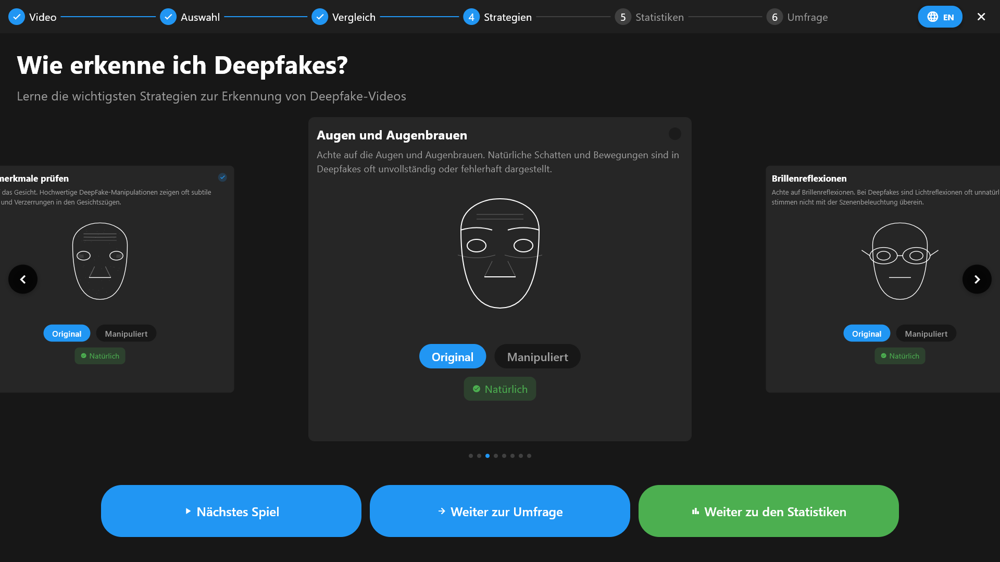 Video
Auswahl
Vergleich
4 Strategien
5 Statistiken
6 Umfrage
EN
Wie erkenne ich Deepfakes?
Lerne die wichtigsten Strategien zur Erkennung von Deepfake-Videos
merkmale prüfen
das Gesicht. Hochwertige DeepFake-Manipulationen zeigen oft subtile
und Verzerrungen in den Gesichtszügen.
Original Manipuliert
Natürlich
Augen und Augenbrauen
Achte auf die Augen und Augenbrauen. Natürliche Schatten und Bewegungen sind in
Deepfakes oft unvollständig oder fehlerhaft dargestellt.
Original Manipuliert
Natürlich
Brillenreflexionen
Achte auf Brillenreflexionen. Bei Deepfakes sind Lichtreflexionen oft unnatürl
stimmen nicht mit der Szenenbeleuchtung überein.
Original Manipuliert
Natürlich
Nächstes Spiel
Weiter zur Umfrage
Weiter zu den Statistiken